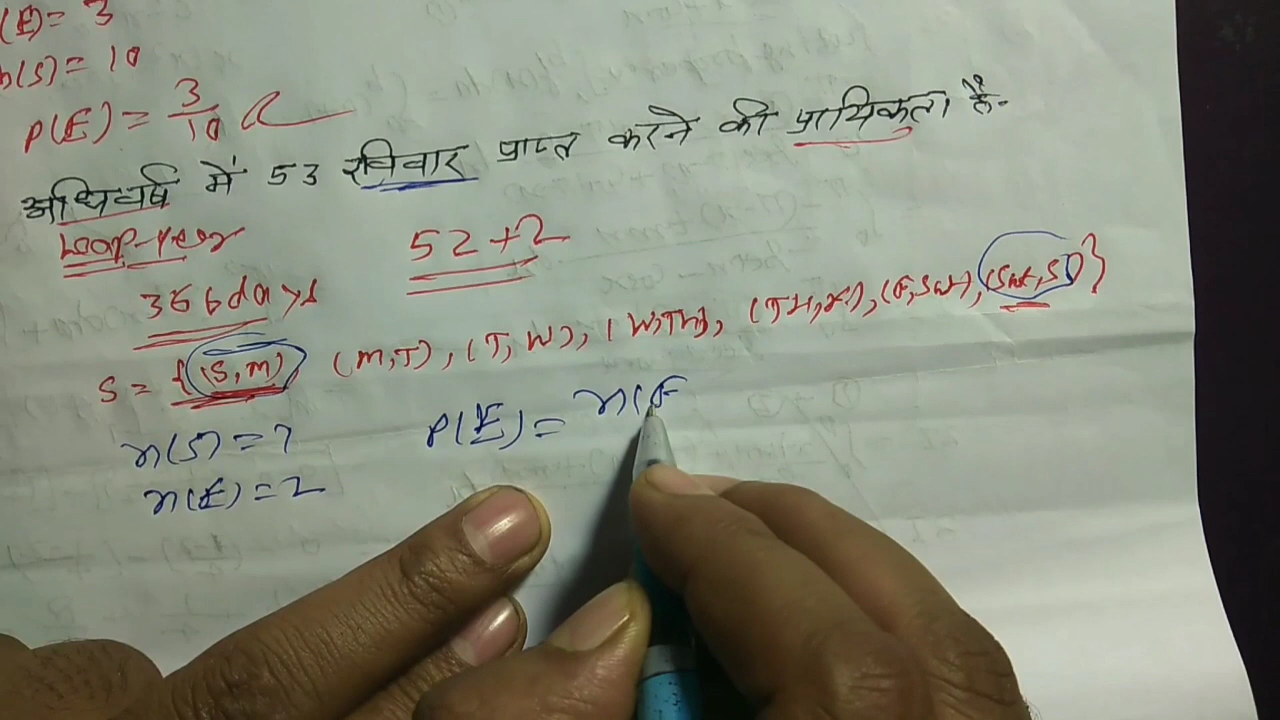 (E) = 3
n(S) = 10
P(E) = 3/10
अधिवर्ष में 53 रविवार प्राप्त करने की प्रायिकता है-
Leap-year 52+2
366 days
S = {(S,M) (M,T), (T,W), (W,TH), (TH,F), (F,Sat), (Sat,S)}
n(S) = 7
n(E) = 2
P(E) = n(E